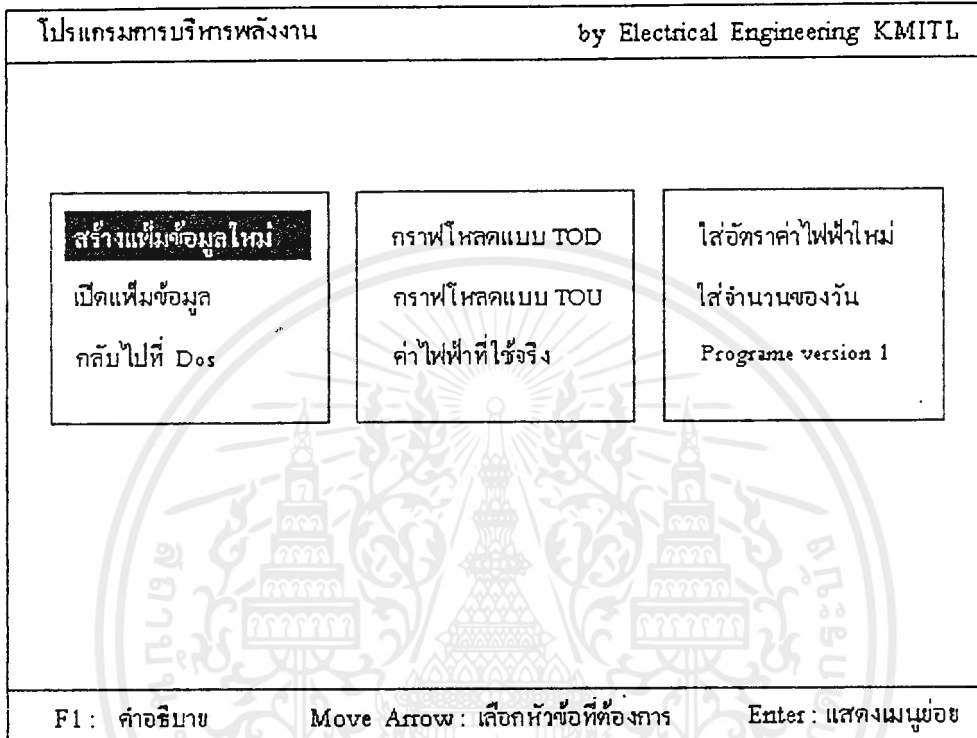 โปรแกรมการบริหารพลังงาน by Electrical Engineering KMITL
สร้างแฟ้มข้อมูลใหม่
เปิดแฟ้มข้อมูล
กลับไปที่ Dos
กราฟโหลดแบบ TOD
กราฟโหลดแบบ TOU
ค่าไฟฟ้าที่ใช้จริง
ใส่อัตราค่าไฟฟ้าใหม่
ใส่จำนวนของวัน
Programe version 1
F1 : คำอธิบาย Move Arrow : เลือกหัวข้อที่ต้องการ Enter : แสดงเมนูย่อย